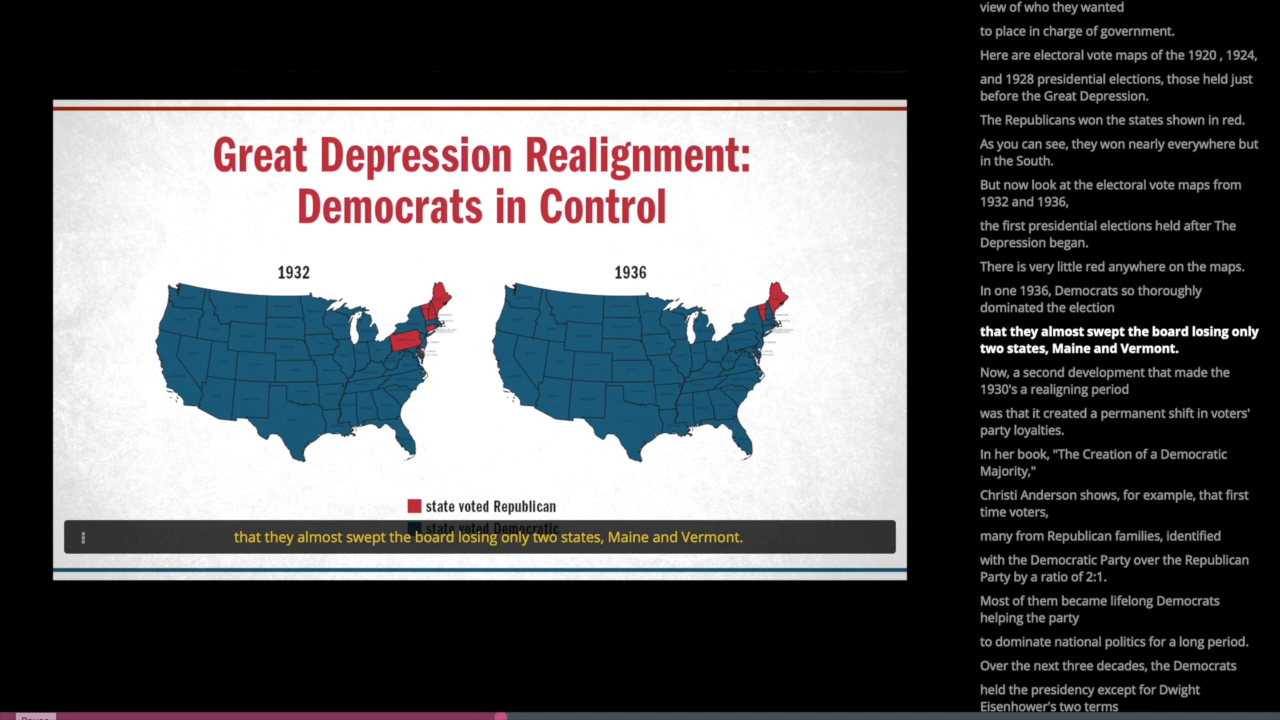 Great Depression Realignment:
Democrats in Control
1932
1936
state voted Republican
state voted Democratic
that they almost swept the board losing only two states, Maine and Vermont.
view of who they wanted
to place in charge of government.
Here are electoral vote maps of the 1920 , 1924,
and 1928 presidential elections, those held just
before the Great Depression.
The Republicans won the states shown in red.
As you can see, they won nearly everywhere but
in the South.
But now look at the electoral vote maps from
1932 and 1936,
the first presidential elections held after The
Depression began.
There is very little red anywhere on the maps.
In one 1936, Democrats so thoroughly
dominated the election
that they almost swept the board losing only
two states, Maine and Vermont.
Now, a second development that made the
1930's a realigning period
was that it created a permanent shift in voters'
party loyalties.
In her book, "The Creation of a Democratic
Majority,"
Christi Anderson shows, for example, that first
time voters,
many from Republican families, identified
with the Democratic Party over the Republican
Party by a ratio of 2:1.
Most of them became lifelong Democrats
helping the party
to dominate national politics for a long period.
Over the next three decades, the Democrats
held the presidency except for Dwight
Eisenhower's two terms